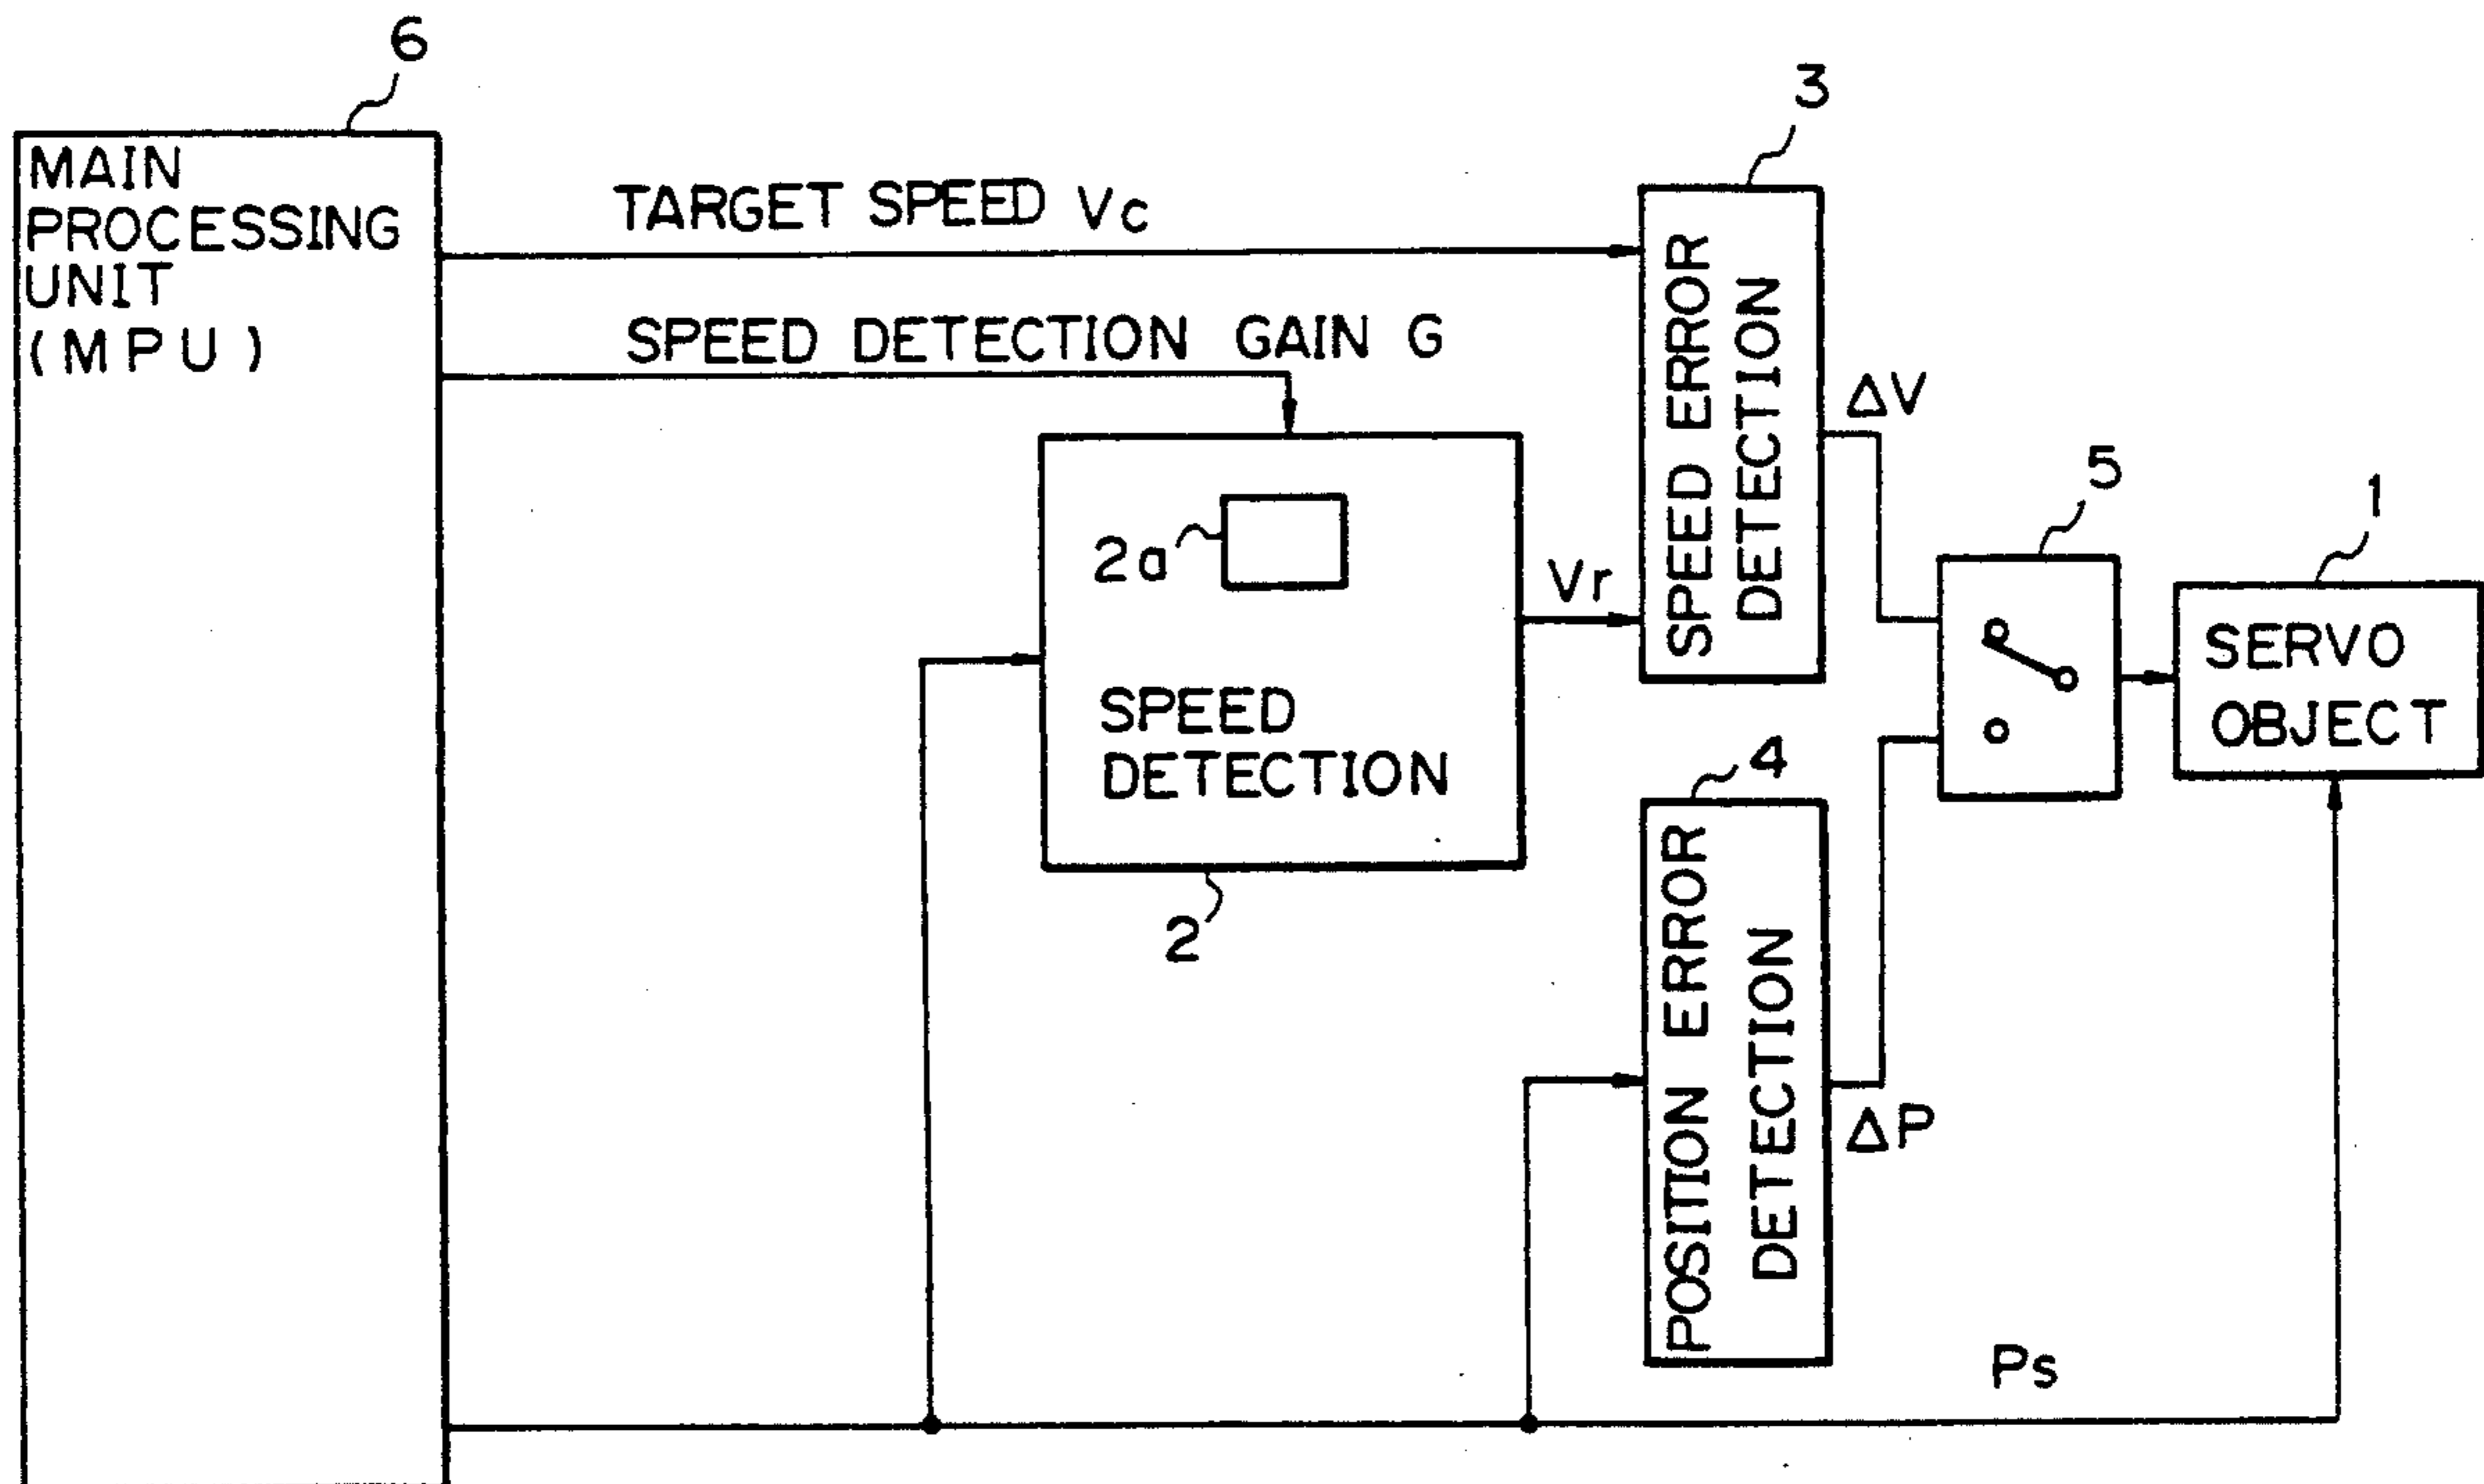 6
MAIN
PROCESSING
UNIT
(MPU)
TARGET SPEED Vc
SPEED DETECTION GAIN G
3
SPEED ERROR
DETECTION
ΔV
2a
SPEED
DETECTION
2
Vr
5
1
SERVO
OBJECT
4
POSITION ERROR
DETECTION
ΔP
Ps